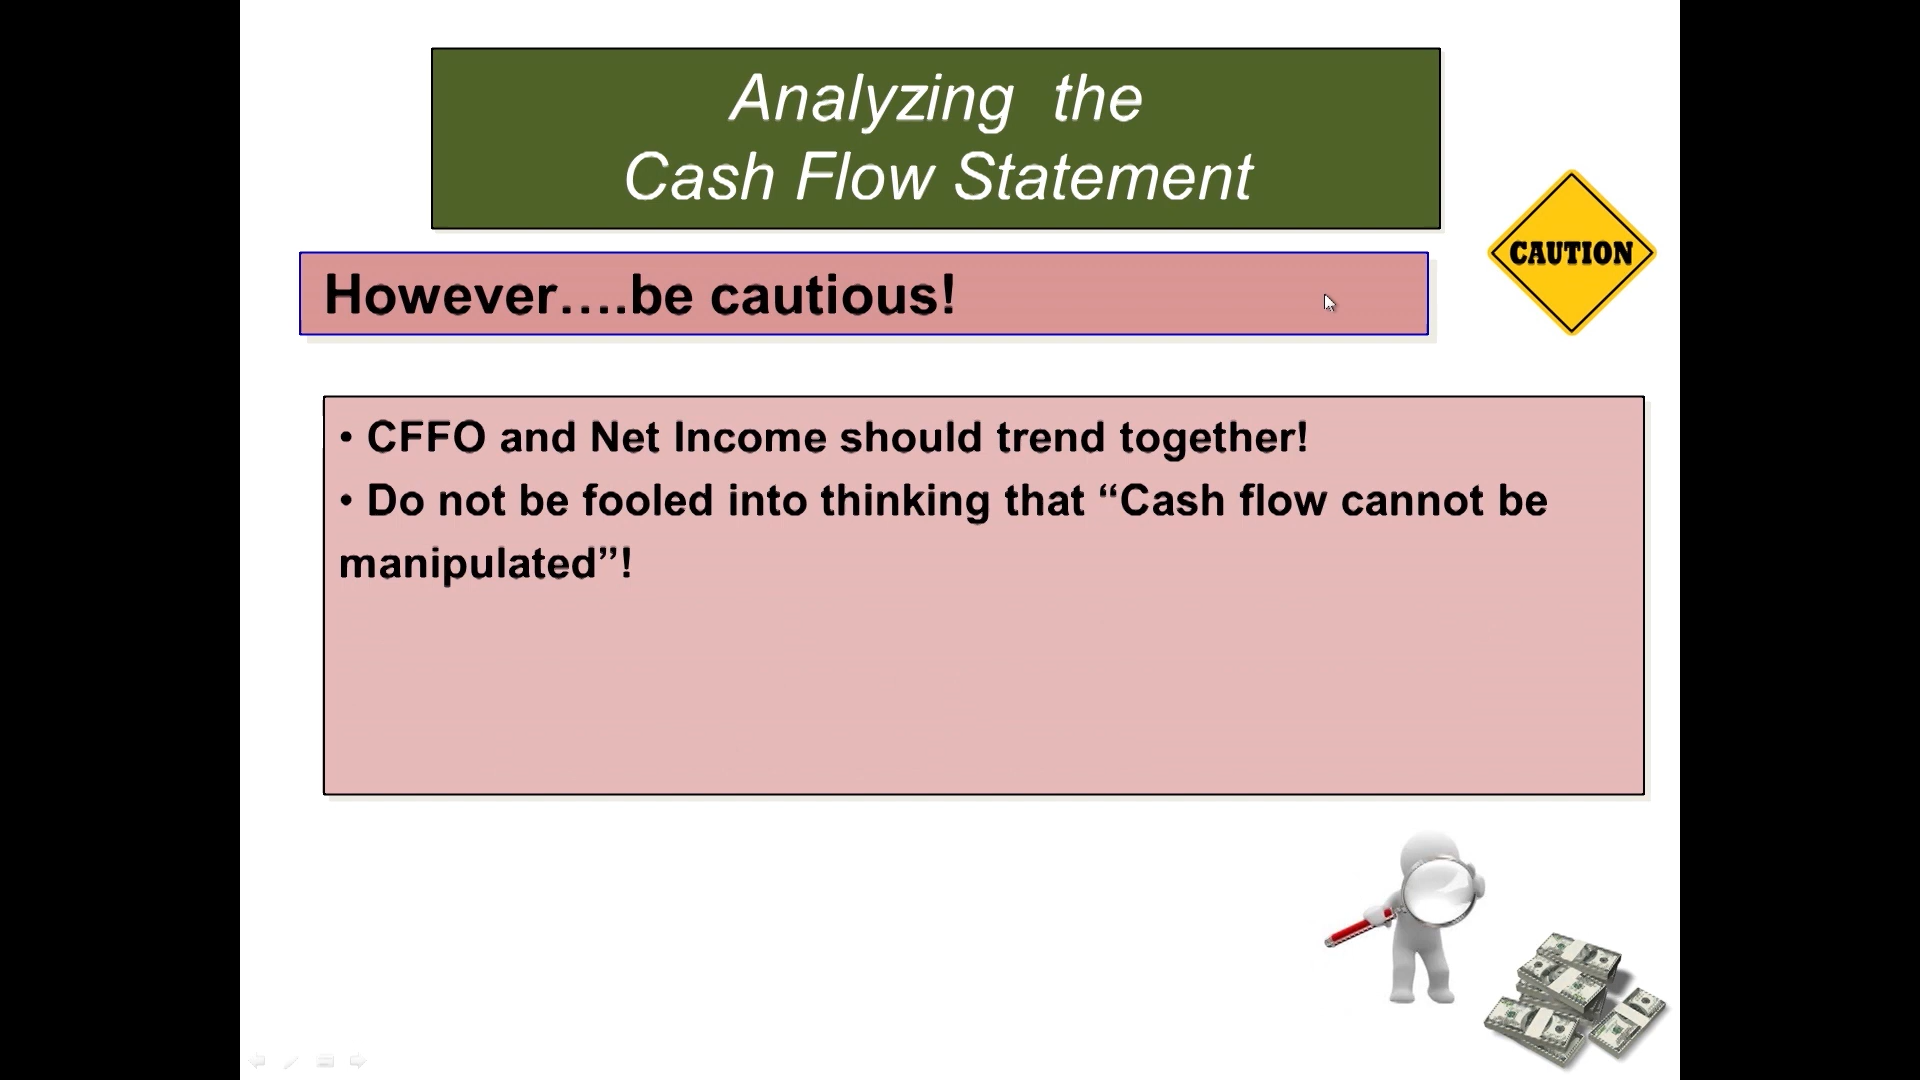 Analyzing the
Cash Flow Statement
CAUTION
However….be cautious!
• CFFO and Net Income should trend together!
• Do not be fooled into thinking that “Cash flow cannot be
manipulated”!